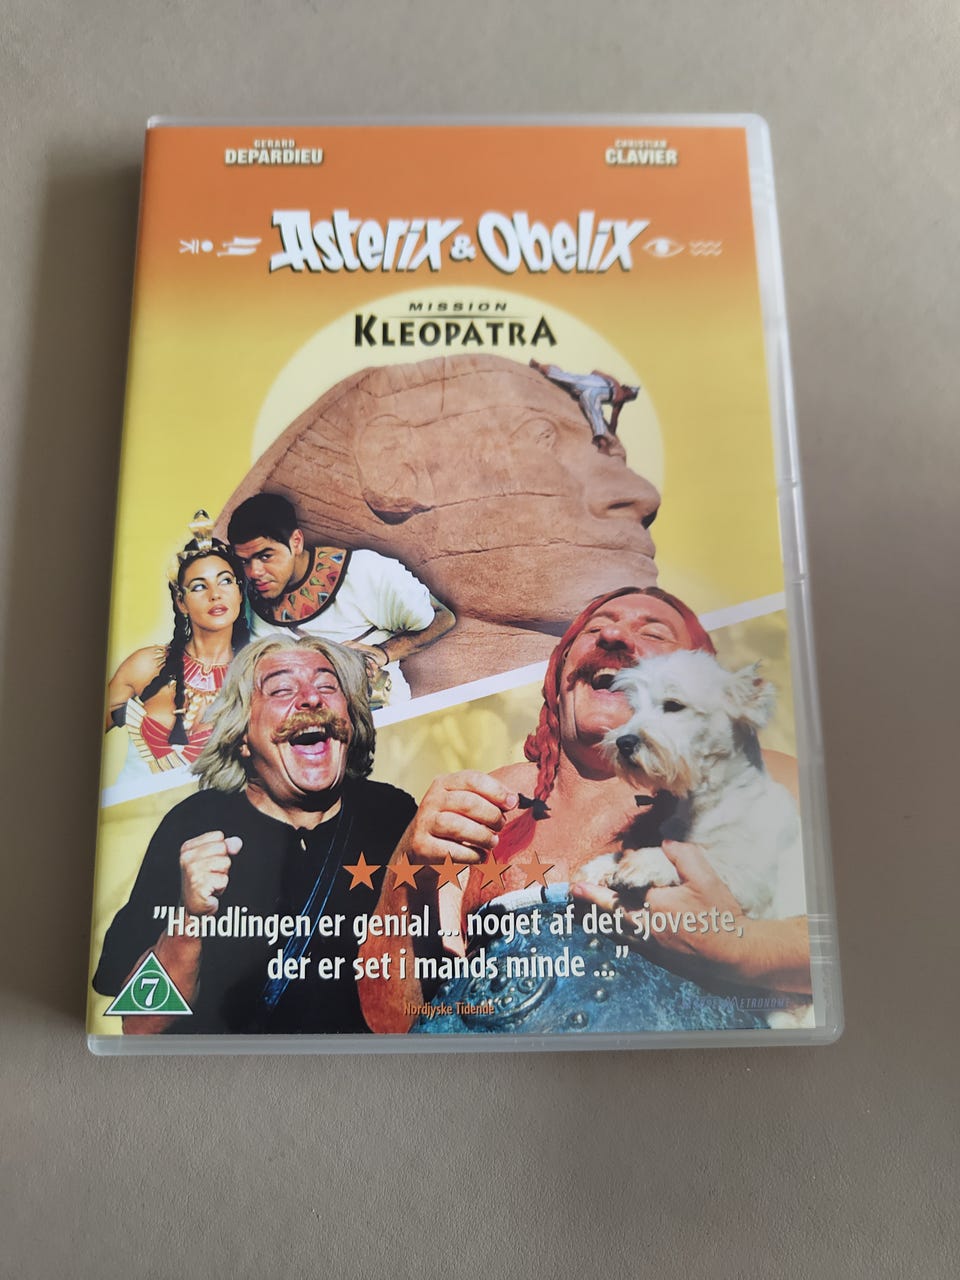 GERARD
DEPARDIEU
CHRISTIAN
CLAVIER
Asterix & Obelix
MISSION
KLEOPATRA
"Handlingen er genial ... noget af det sjoveste,
der er set i mands minde ..."
7
Nordjyske Tidende
METRONOME